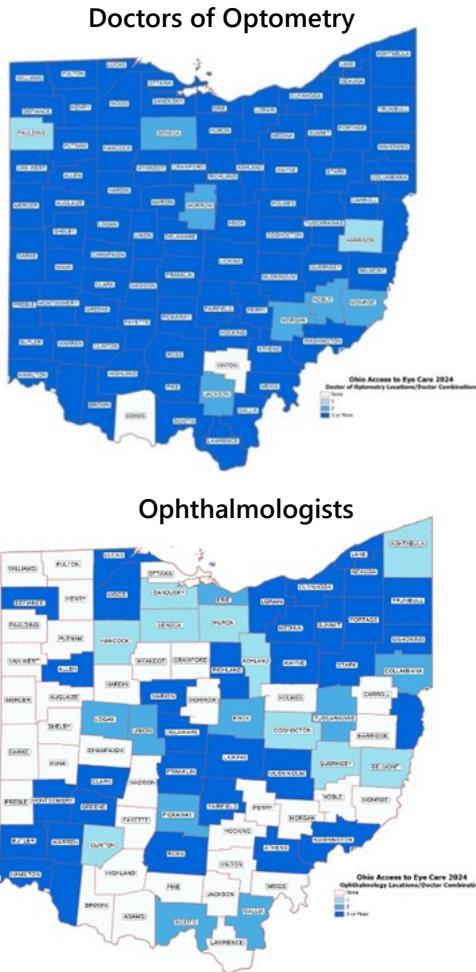 Doctors of Optometry
ASHTABULA
LUCAS
LAKE
WILLIAMS
FULTON
OTTAWA
GEAUGA
CUYAHOGA
WOOD
SANDUSKY
ERIE
LORAIN
TRUMBULL
DEFIANCE
HENRY
PORTAGE
PAULDING
SENECA
HURON
MEDINA
SUMMIT
MAHONING
PUTNAM
HANCOCK
VAN WERT
ALLEN
WYANDOT
CRAWFORD
RICHLAND
ASHLAND
WAYNE
STARK
COLUMBIANA
HARDIN
MERCER
AUGLAIZE
MARION
MORROW
HOLMES
CARROLL
SHELBY
LOGAN
UNION
DELAWARE
KNOX
COSHOCTON
TUSCARAWAS
HARRISON
DARKE
MIAMI
CHAMPAIGN
FRANKLIN
LICKING
MUSKINGUM
GUERNSEY
BELMONT
CLARK
MADISON
PREBLE
MONTGOMERY
GREENE
FAYETTE
PICKAWAY
FAIRFIELD
PERRY
MORGAN
NOBLE
MONROE
BUTLER
WARREN
CLINTON
ROSS
HOCKING
ATHENS
WASHINGTON
HAMILTON
HIGHLAND
PIKE
VINTON
MEIGS
BROWN
ADAMS
SCIOTO
JACKSON
GALLIA
LAWRENCE
Ohio Access to Eye Care 2024
Doctor of Optometry Locations/Doctor Combinations
None
1
2
3 or More
Ophthalmologists
ASHTABULA
LUCAS
LAKE
WILLIAMS
FULTON
OTTAWA
GEAUGA
CUYAHOGA
WOOD
SANDUSKY
ERIE
LORAIN
TRUMBULL
DEFIANCE
HENRY
PORTAGE
PAULDING
SENECA
HURON
MEDINA
SUMMIT
MAHONING
PUTNAM
HANCOCK
VAN WERT
ALLEN
WYANDOT
CRAWFORD
RICHLAND
ASHLAND
WAYNE
STARK
COLUMBIANA
HARDIN
MERCER
AUGLAIZE
MARION
MORROW
HOLMES
CARROLL
SHELBY
LOGAN
UNION
DELAWARE
KNOX
COSHOCTON
TUSCARAWAS
HARRISON
DARKE
MIAMI
CHAMPAIGN
FRANKLIN
LICKING
MUSKINGUM
GUERNSEY
BELMONT
CLARK
MADISON
PREBLE
MONTGOMERY
GREENE
FAYETTE
PICKAWAY
FAIRFIELD
PERRY
MORGAN
NOBLE
MONROE
BUTLER
WARREN
CLINTON
ROSS
HOCKING
ATHENS
WASHINGTON
HAMILTON
HIGHLAND
PIKE
VINTON
MEIGS
BROWN
ADAMS
SCIOTO
JACKSON
GALLIA
LAWRENCE
Ohio Access to Eye Care 2024
Ophthalmology Locations/Doctor Combinations
None
1
2
3 or More